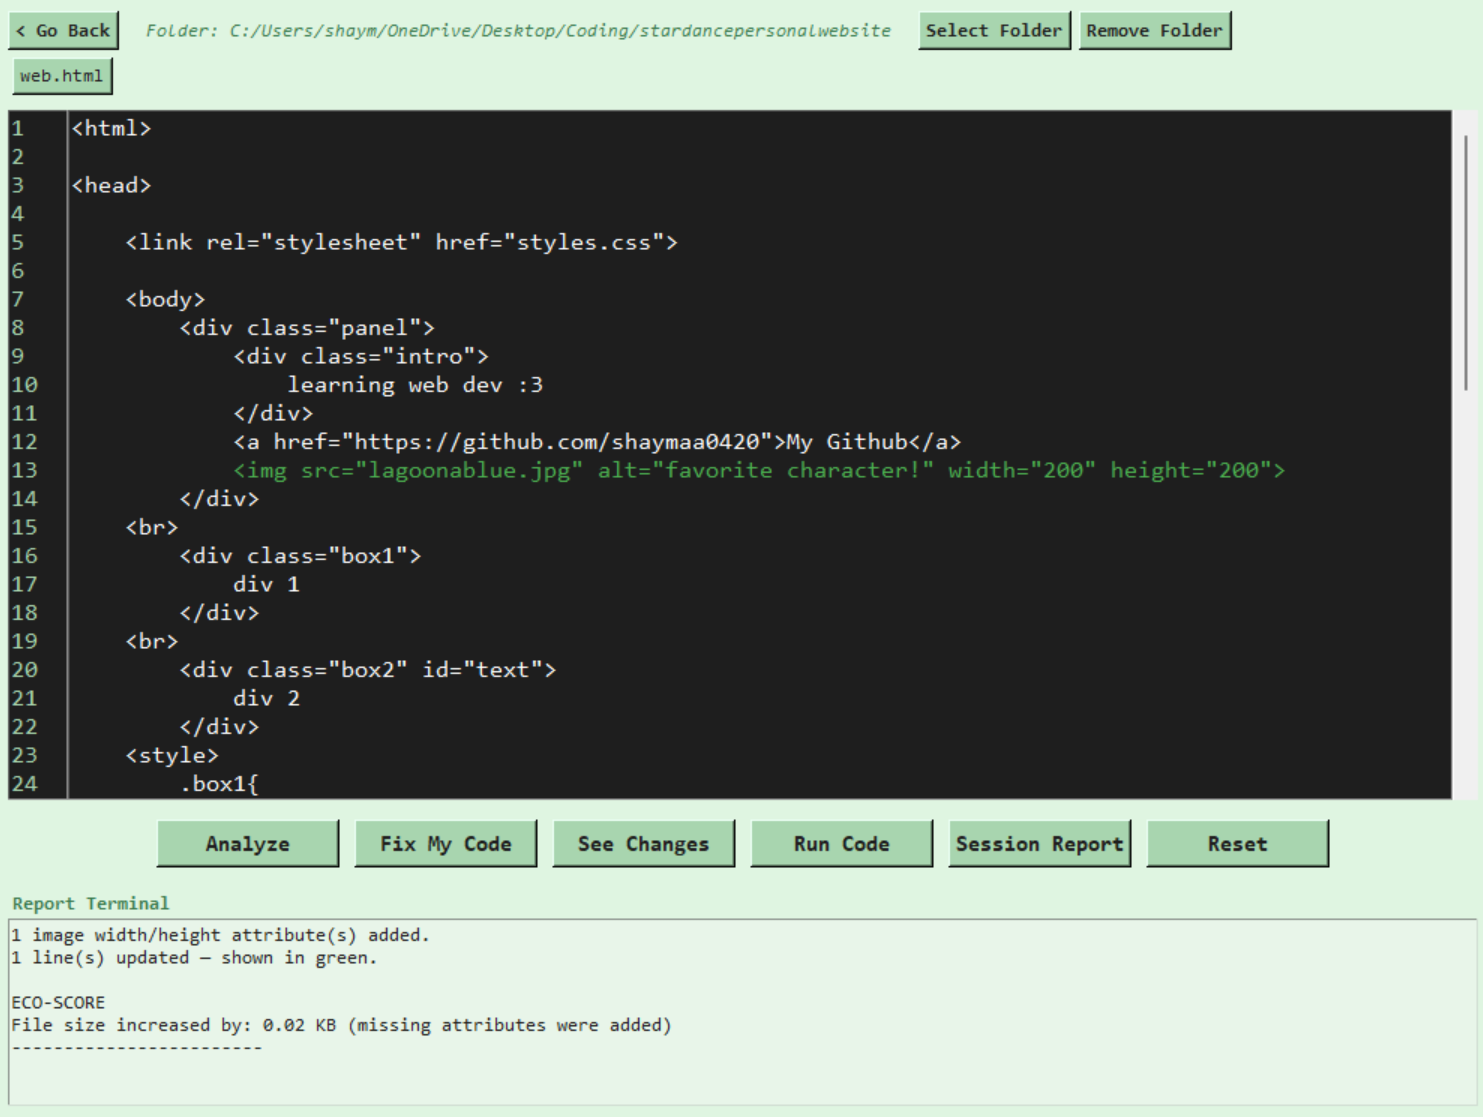 < Go Back Folder: C:/Users/shaym/OneDrive/Desktop/Coding/stardancepersonalwebsite Select Folder Remove Folder
web.html
1 <html>
2
3 <head>
4
5     <link rel="stylesheet" href="styles.css">
6
7     <body>
8         <div class="panel">
9             <div class="intro">
10                 learning web dev :3
11             </div>
12             <a href="https://github.com/shaymaa0420">My Github</a>
13             <img src="lagoonablue.jpg" alt="favorite character!" width="200" height="200">
14         </div>
15     <br>
16         <div class="box1">
17             div 1
18         </div>
19     <br>
20         <div class="box2" id="text">
21             div 2
22         </div>
23     <style>
24         .box1{
Analyze Fix My Code See Changes Run Code Session Report Reset
Report Terminal
1 image width/height attribute(s) added.
1 line(s) updated — shown in green.
ECO-SCORE
File size increased by: 0.02 KB (missing attributes were added)
------------------------